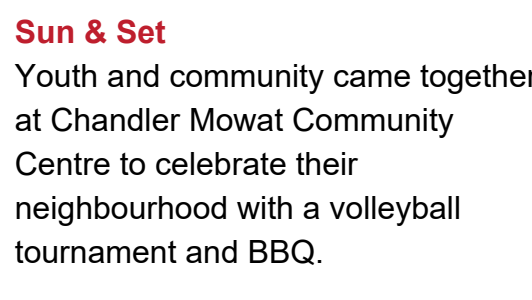 Sun & Set
Youth and community came together
at Chandler Mowat Community
Centre to celebrate their
neighbourhood with a volleyball
tournament and BBQ.